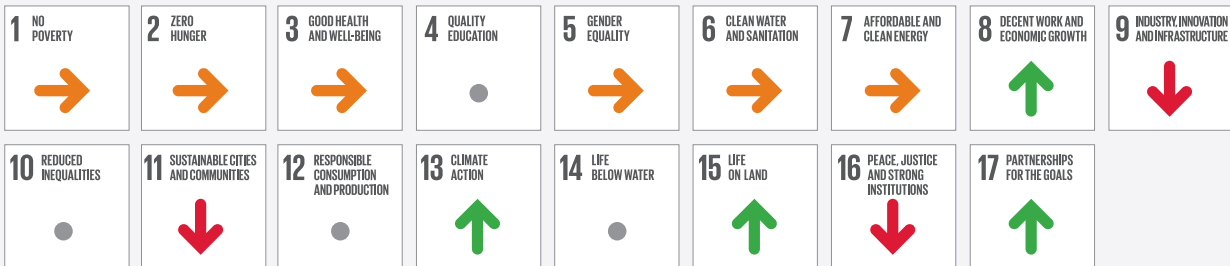 1 NO
POVERTY
2 ZERO
HUNGER
3 GOOD HEALTH
AND WELL-BEING
4 QUALITY
EDUCATION
5 GENDER
EQUALITY
6 CLEAN WATER
AND SANITATION
7 AFFORDABLE AND
CLEAN ENERGY
8 DECENT WORK AND
ECONOMIC GROWTH
9 INDUSTRY, INNOVATION
AND INFRASTRUCTURE
10 REDUCED
INEQUALITIES
11 SUSTAINABLE CITIES
AND COMMUNITIES
12 RESPONSIBLE
CONSUMPTION
AND PRODUCTION
13 CLIMATE
ACTION
14 LIFE
BELOW WATER
15 LIFE
ON LAND
16 PEACE, JUSTICE
AND STRONG
INSTITUTIONS
17 PARTNERSHIPS
FOR THE GOALS